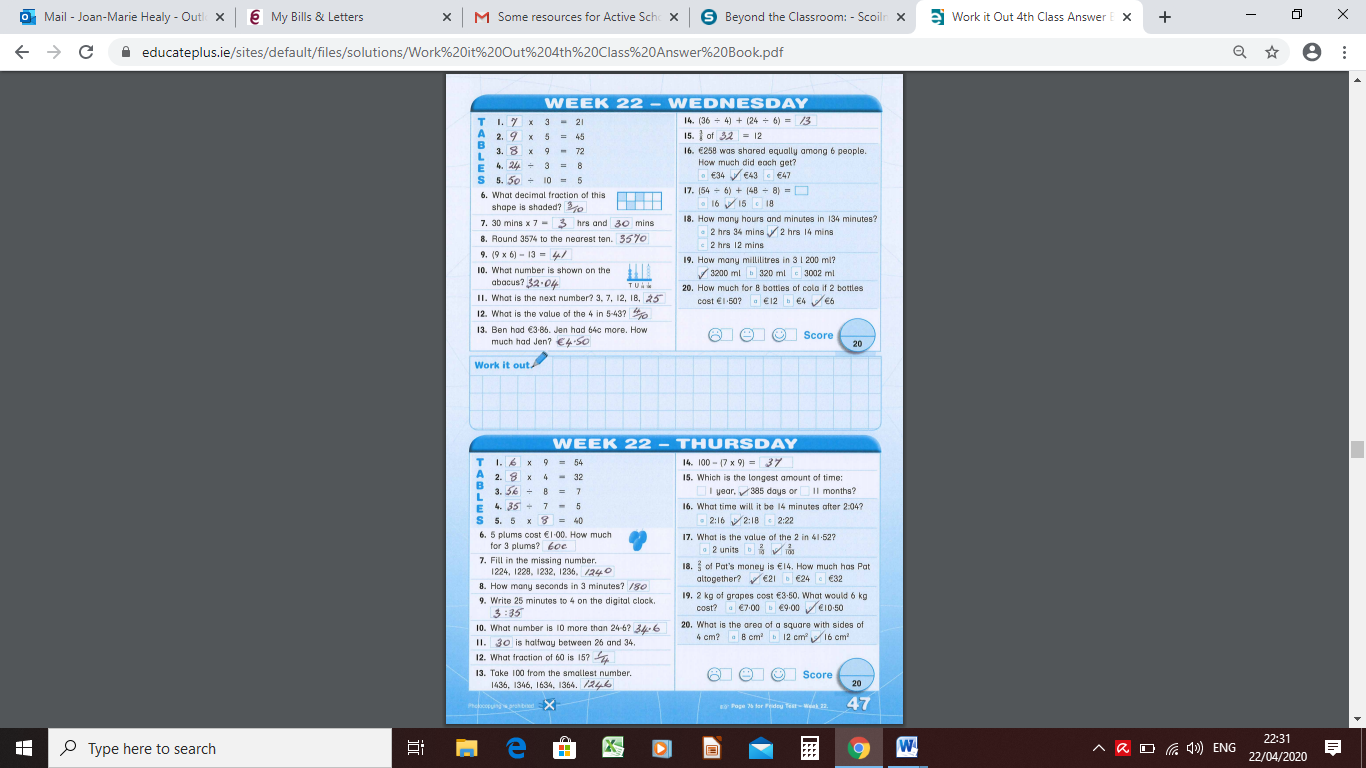 Mail - Joan-Marie Healy - Outl
My Bills & Letters
Some resources for Active Scho
Beyond the Classroom: - Scoiln
Work it Out 4th Class Answer B
educateplus.ie/sites/default/files/solutions/Work%20it%20Out%204th%20Class%20Answer%20Book.pdf
WEEK 22 – WEDNESDAY
TABLES
1. 7 x 3 = 21
2. 9 x 5 = 45
3. 8 x 9 = 72
4. 24 ÷ 3 = 8
5. 50 ÷ 10 = 5
6. What decimal fraction of this
shape is shaded? 3/10
7. 30 mins x 7 = 3 hrs and 30 mins
8. Round 3574 to the nearest ten. 3570
9. (9 x 6) – 13 = 41
10. What number is shown on the
abacus? 32·04
T U
11. What is the next number? 3, 7, 12, 18, 25
12. What is the value of the 4 in 5·43? 4/10
13. Ben had €3·86. Jen had 64c more. How
much had Jen? €4·50
14. (36 ÷ 4) + (24 ÷ 6) = 13
15. 3/8 of 32 = 12
16. €258 was shared equally among 6 people.
How much did each get?
a €34 ✓ €43 c €47
17. (54 ÷ 6) + (48 ÷ 8) =
a 16 ✓ 15 c 18
18. How many hours and minutes in 134 minutes?
a 2 hrs 34 mins ✓ 2 hrs 14 mins
c 2 hrs 12 mins
19. How many millilitres in 3 l 200 ml?
✓ 3200 ml b 320 ml c 3002 ml
20. How much for 8 bottles of cola if 2 bottles
cost €1·50? a €12 b €4 ✓ €6
Score
20
Work it out
WEEK 22 – THURSDAY
TABLES
1. 6 x 9 = 54
2. 8 x 4 = 32
3. 56 ÷ 8 = 7
4. 35 ÷ 7 = 5
5. 5 x 8 = 40
6. 5 plums cost €1·00. How much
for 3 plums? 60c
7. Fill in the missing number.
1224, 1228, 1232, 1236, 1240
8. How many seconds in 3 minutes? 180
9. Write 25 minutes to 4 on the digital clock.
3:35
10. What number is 10 more than 24·6? 34·6
11. 30 is halfway between 26 and 34.
12. What fraction of 60 is 15? 1/4
13. Take 100 from the smallest number.
1436, 1346, 1634, 1364. 1246
14. 100 – (7 x 9) = 37
15. Which is the longest amount of time:
1 year, ✓ 385 days or 11 months?
16. What time will it be 14 minutes after 2:04?
a 2:16 ✓ 2:18 c 2:22
17. What is the value of the 2 in 41·52?
a 2 units b 2/10 ✓ 2/100
18. 2/3 of Pat's money is €14. How much has Pat
altogether? ✓ €21 b €24 c €32
19. 2 kg of grapes cost €3·50. What would 6 kg
cost? a €7·00 b €9·00 ✓ €10·50
20. What is the area of a square with sides of
4 cm? a 8 cm² b 12 cm² ✓ 16 cm²
Score
20
Photocopying is prohibited
Page 76 for Friday Test – Week 22.
47
Type here to search
ENG
22:31
22/04/2020